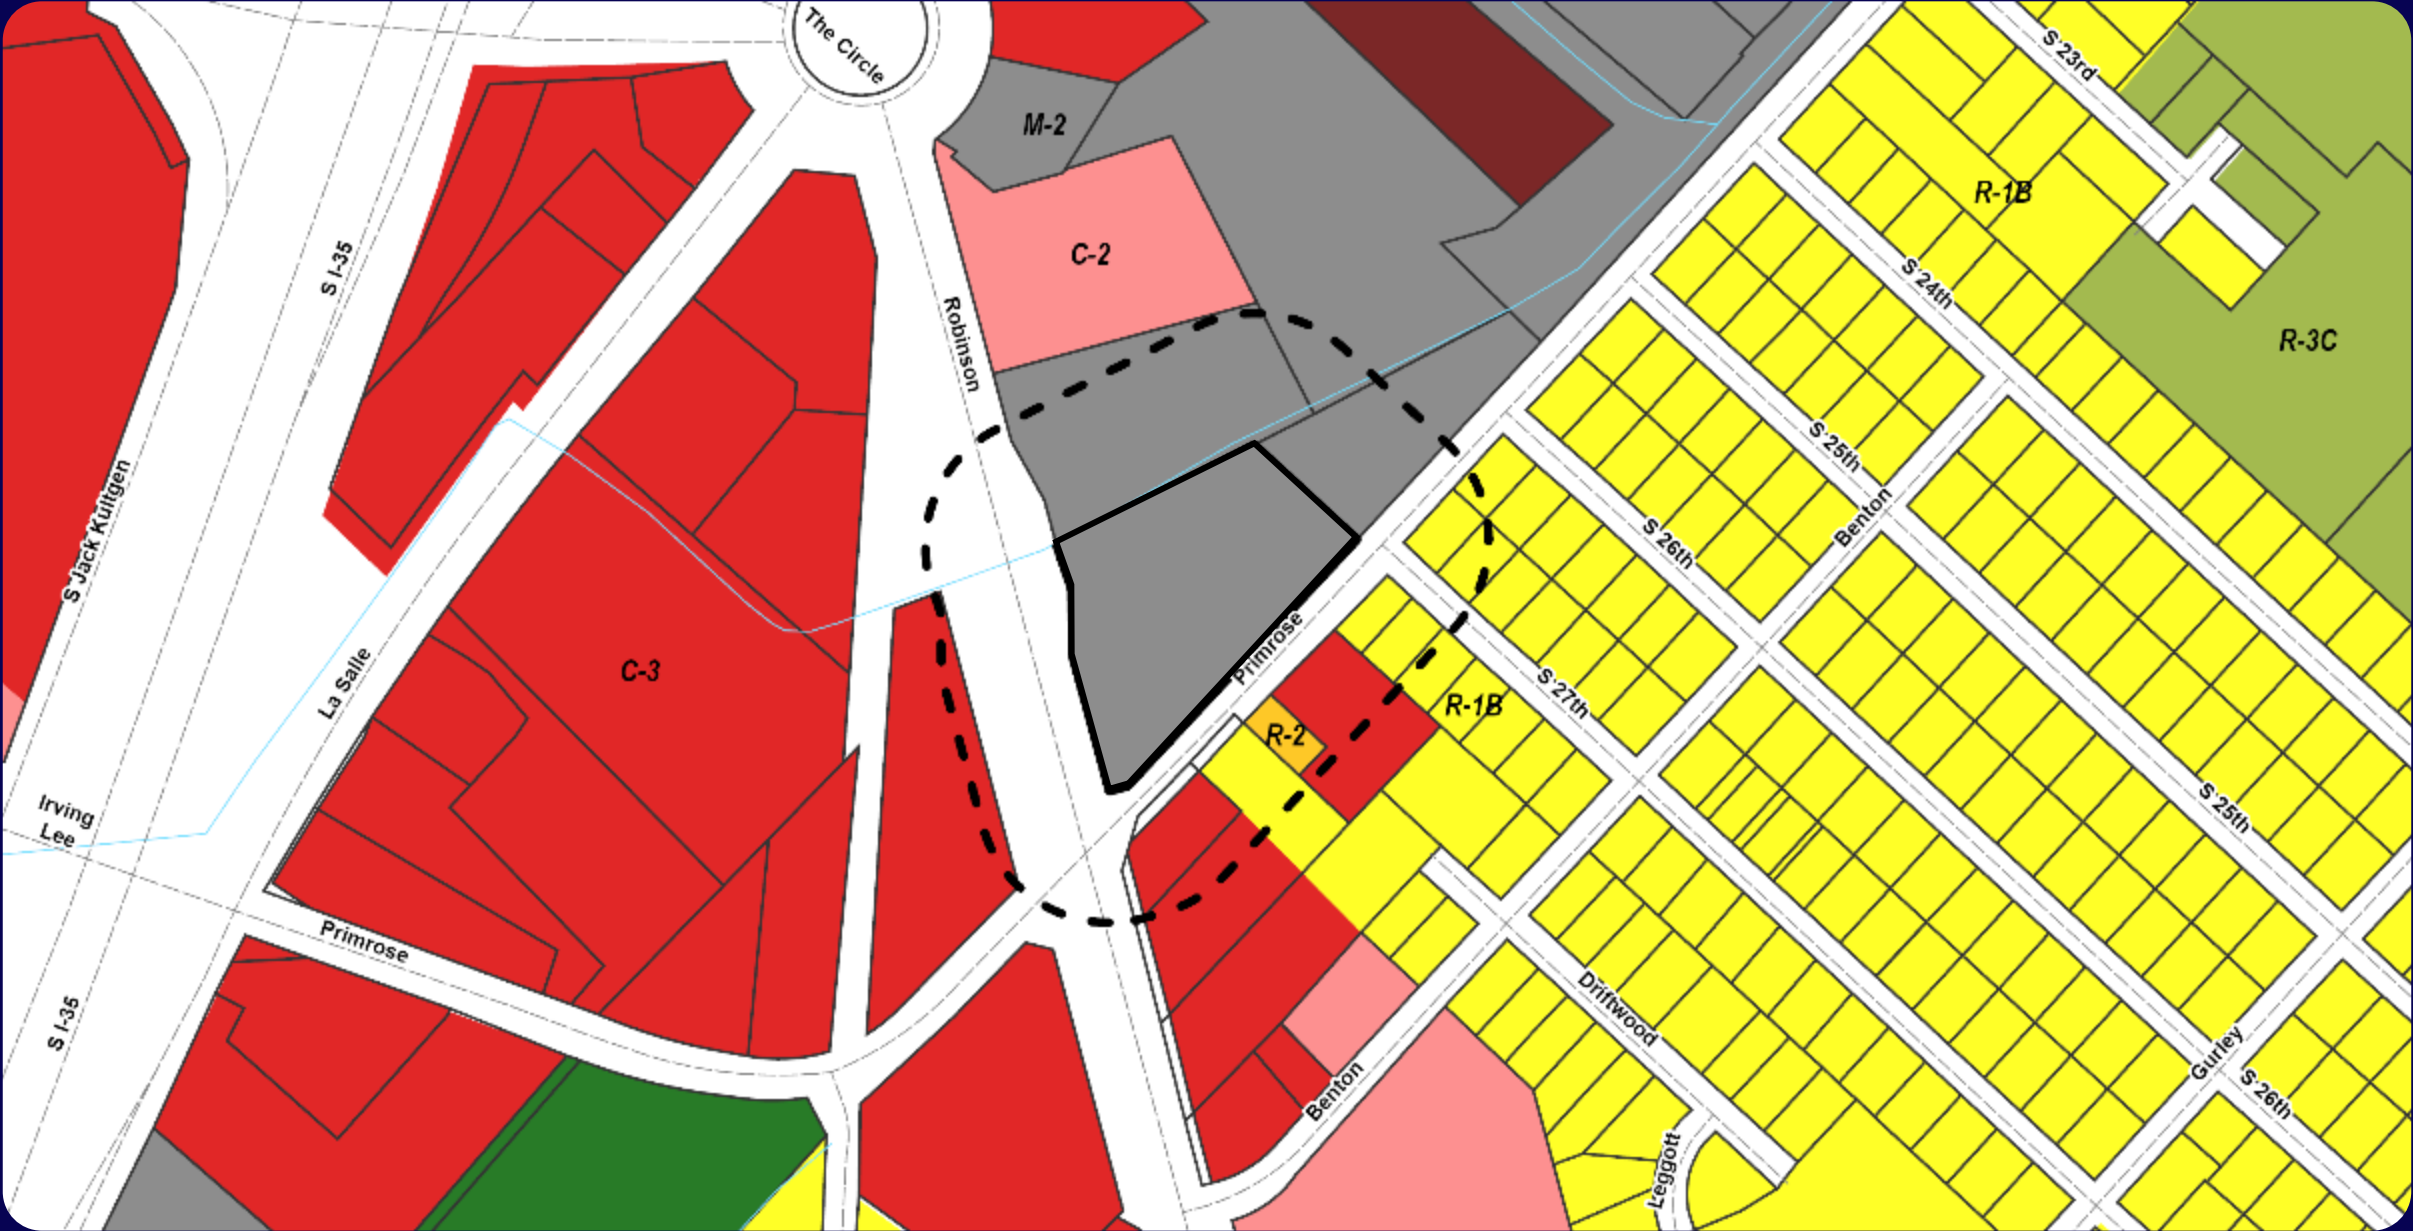 The Circle
S 23rd
M-2
R-1B
C-2
S I-35
S 24th
Robinson
R-3C
S 25th
S Jack Kultgen
Benton
S 26th
Primrose
La Salle
C-3
S 27th
R-1B
R-2
Irving
Lee
S 25th
Primrose
S I-35
Driftwood
Gurley
Benton
S 26th
Leggott